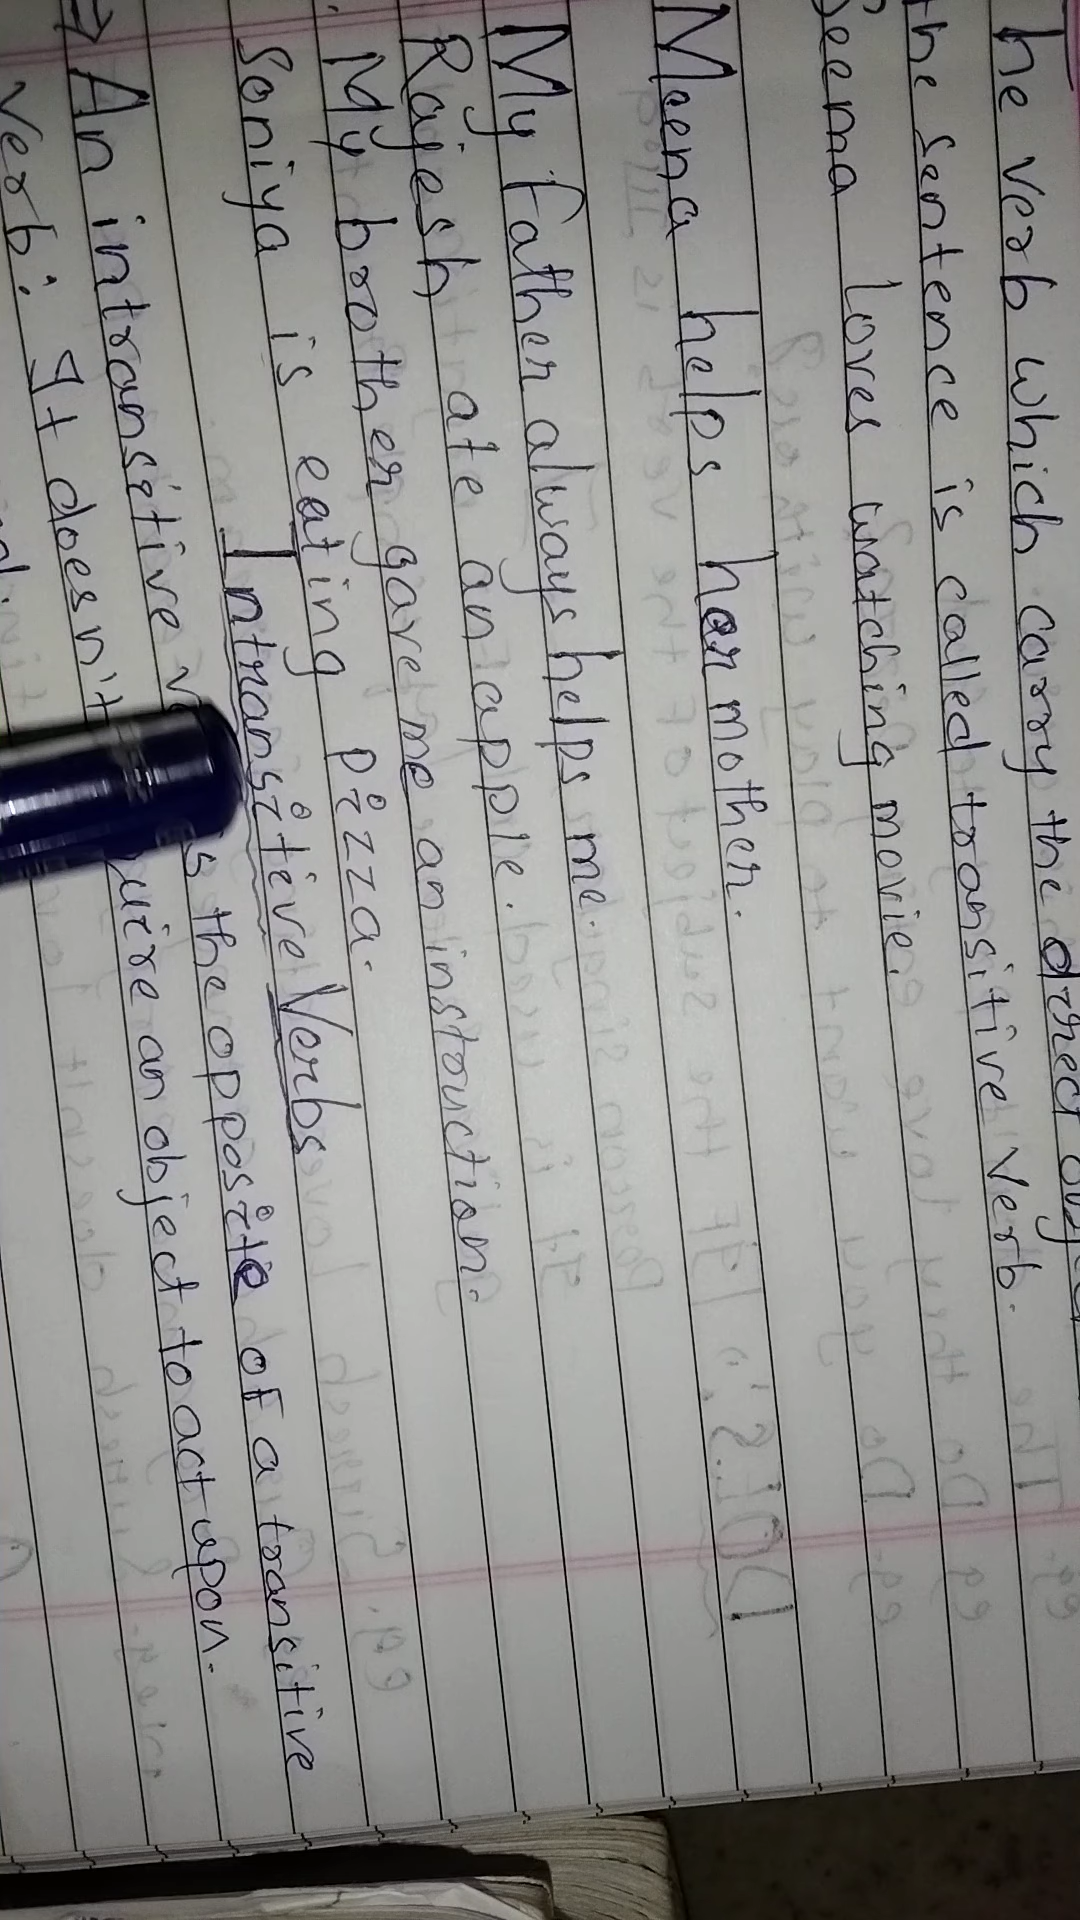 The verb which carry the direct
the sentence is called transitive verb.
Seema loves watching movie.
Meena helps her mother.
My father always helps me.
Rajesh ate an apple.
My brother gave me an instruction.
Soniya is eating pizza.
Intransitive Verbs
⇒ An intransitive the opposite of a transitive
verb: It doesn't an object to act upon.